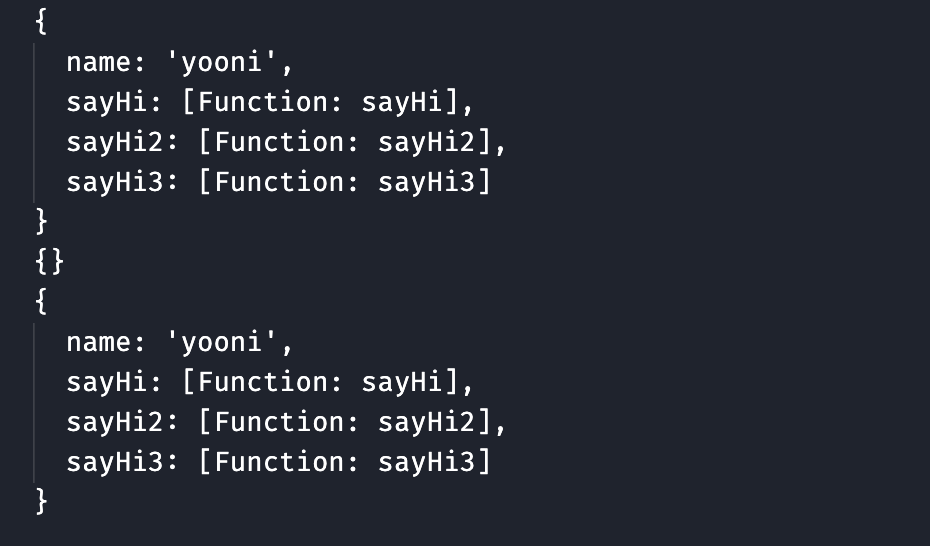 {
  name: 'yooni',
  sayHi: [Function: sayHi],
  sayHi2: [Function: sayHi2],
  sayHi3: [Function: sayHi3]
}
{}
{
  name: 'yooni',
  sayHi: [Function: sayHi],
  sayHi2: [Function: sayHi2],
  sayHi3: [Function: sayHi3]
}